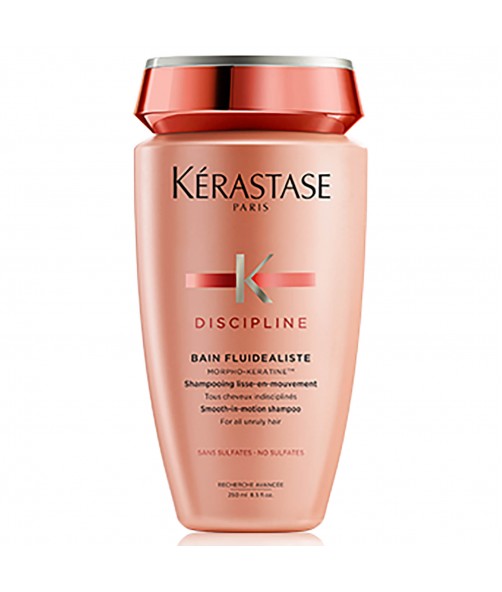 KÉRASTASE
PARIS
K
DISCIPLINE
BAIN FLUIDEALISTE
MORPHO-KÉRATINE™
Shampooing lisse-en-mouvement
Tous cheveux indisciplinés
Smooth-in-motion shampoo
For all unruly hair
SANS SULFATES - NO SULFATES
RECHERCHE AVANCÉE
250 ml 8.5 fl.oz.